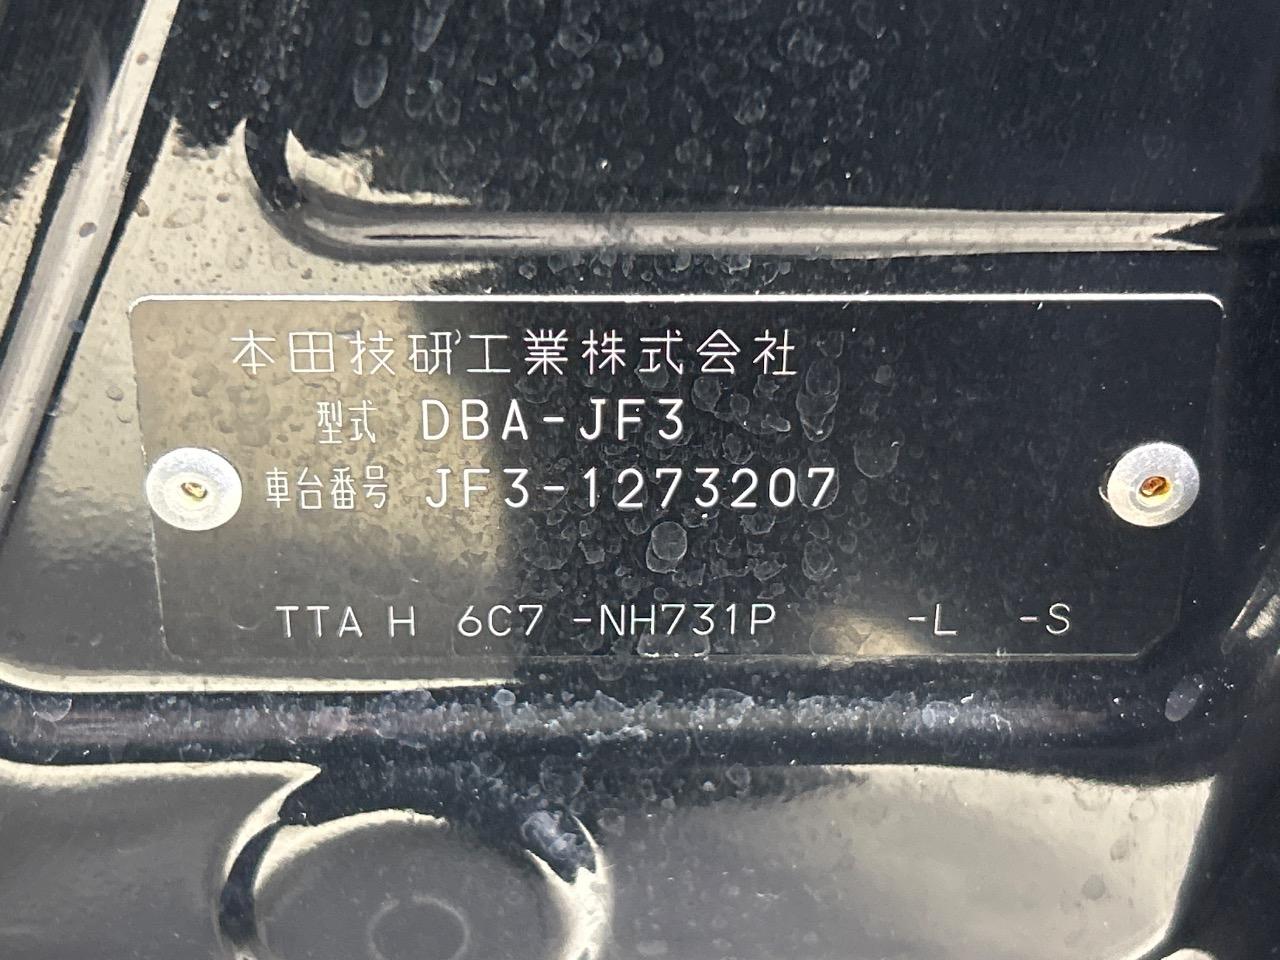 本田技研工業株式会社
型式 DBA-JF3
車台番号 JF3-1273207
TTA H 6C7 -NH731P -L -S